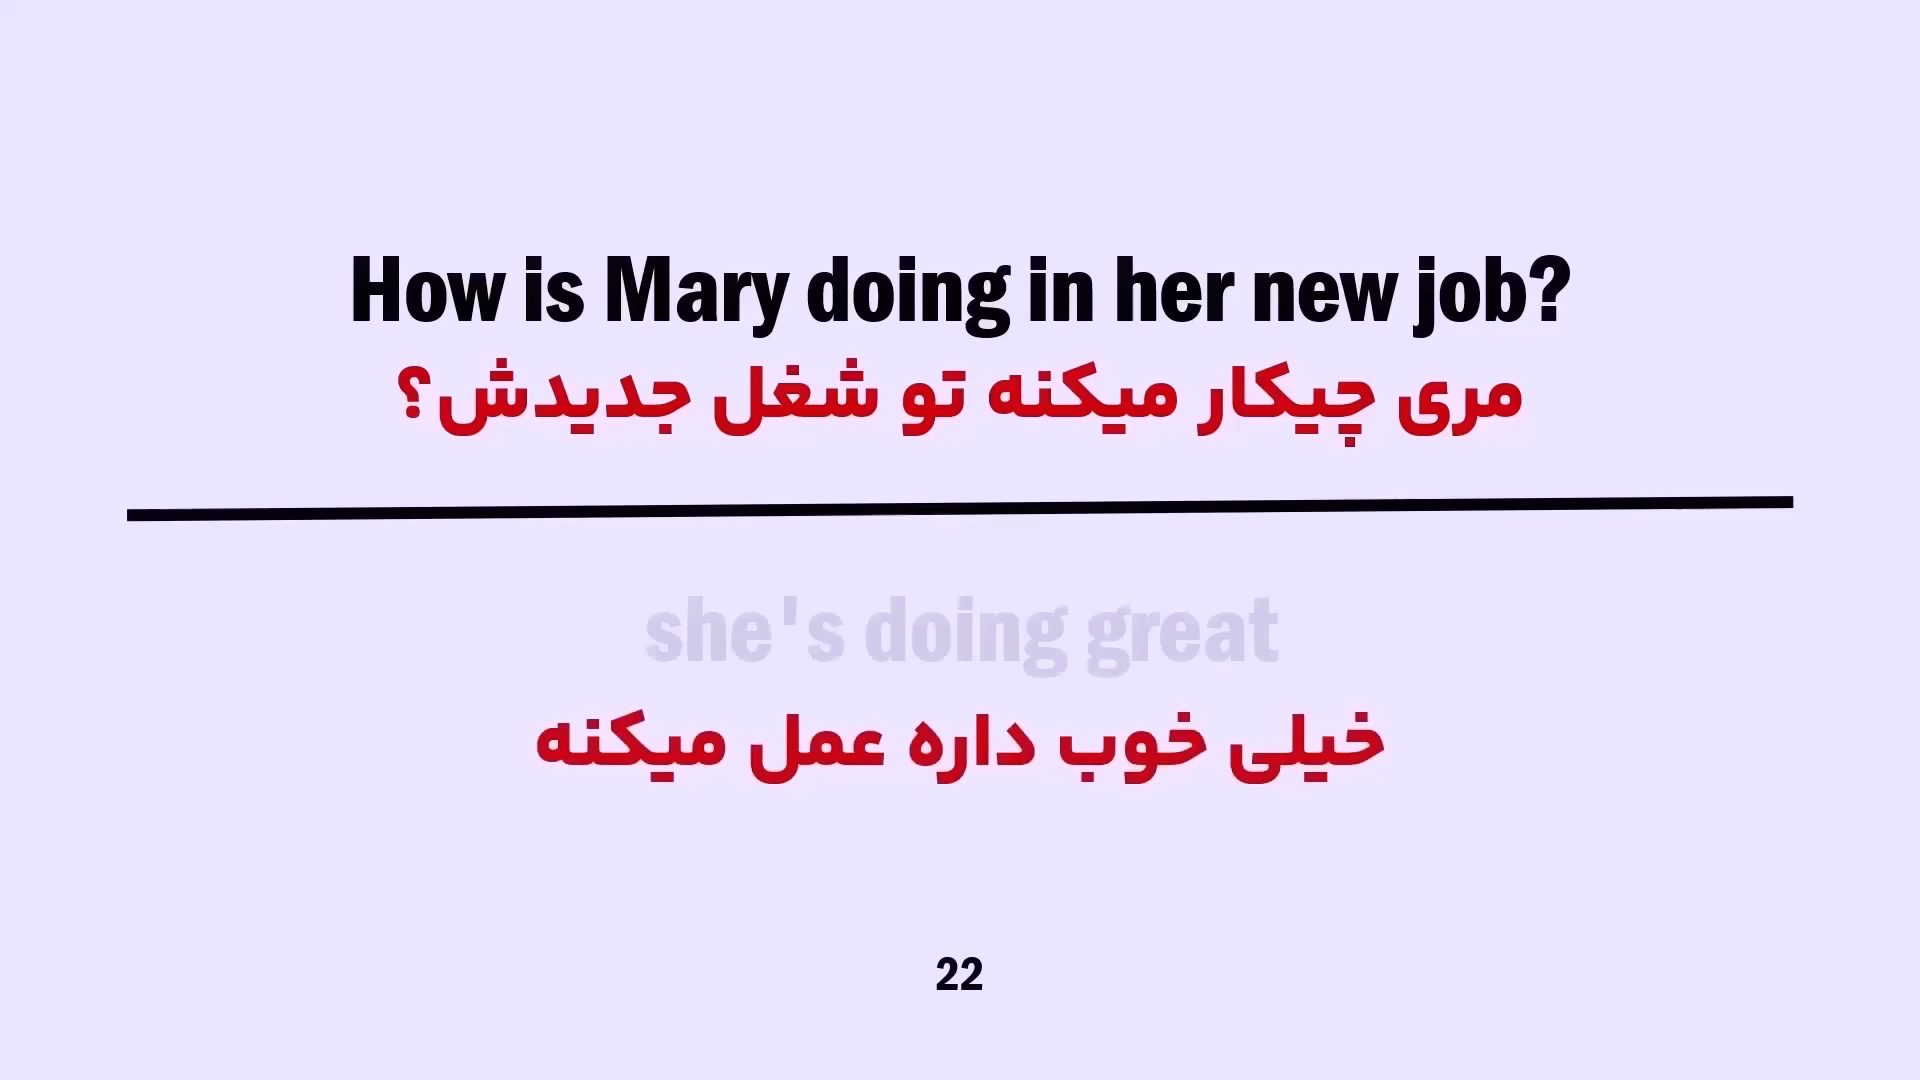 How is Mary doing in her new job?
مری چیکار میکنه تو شغل جدیدش؟
she's doing great
خیلی خوب داره عمل میکنه
22